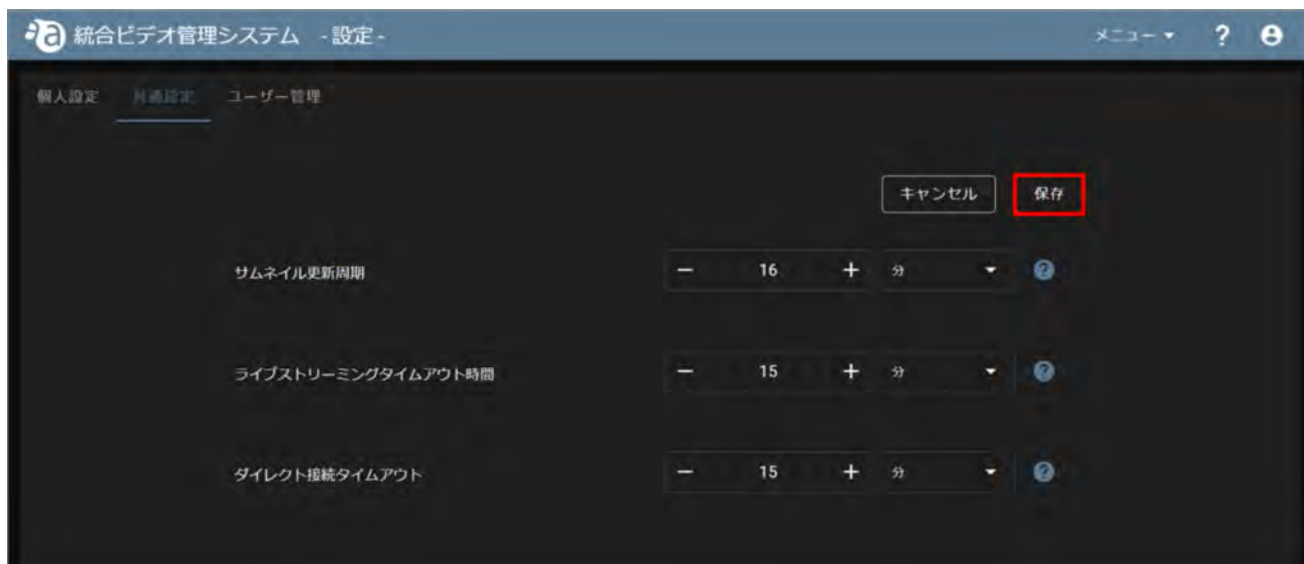 統合ビデオ管理システム - 設定 -
メニュー ?
個人設定 共通設定 ユーザー管理
キャンセル 保存
サムネイル更新周期 − 16 + 分 ?
ライブストリーミングタイムアウト時間 − 15 + 分 ?
ダイレクト接続タイムアウト − 15 + 分 ?